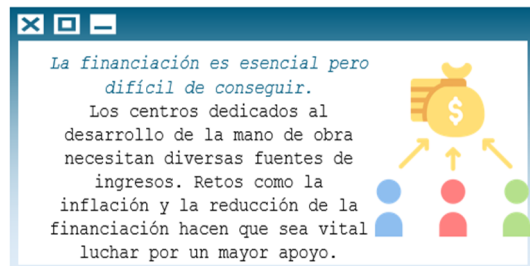 La financiación es esencial pero
difícil de conseguir.
Los centros dedicados al
desarrollo de la mano de obra
necesitan diversas fuentes de
ingresos. Retos como la
inflación y la reducción de la
financiación hacen que sea vital
luchar por un mayor apoyo.
$